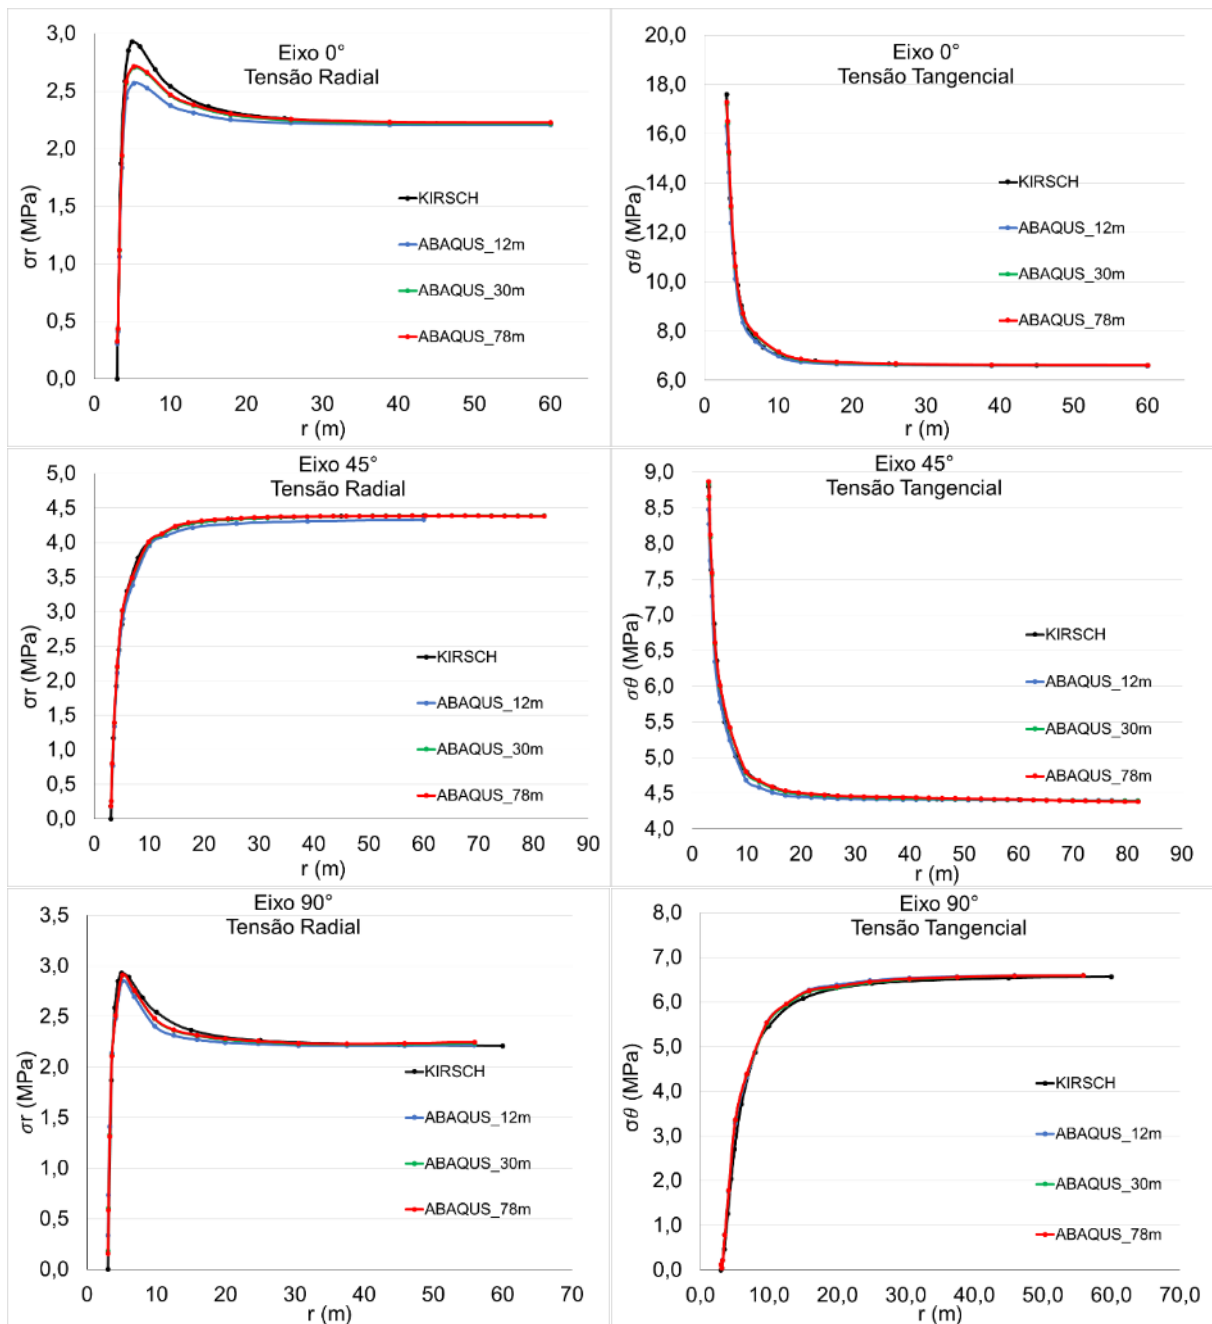 Eixo 0°
Tensão Radial
3,0
2,5
2,0
1,5
1,0
0,5
0,0
σr (MPa)
KIRSCH
ABAQUS_12m
ABAQUS_30m
ABAQUS_78m
0 10 20 30 40 50 60
r (m)
Eixo 0°
Tensão Tangencial
20,0
18,0
16,0
14,0
12,0
10,0
8,0
6,0
σθ (MPa)
KIRSCH
ABAQUS_12m
ABAQUS_30m
ABAQUS_78m
0 10 20 30 40 50 60
r (m)
Eixo 45°
Tensão Radial
5,0
4,5
4,0
3,5
3,0
2,5
2,0
1,5
1,0
0,5
0,0
σr (MPa)
KIRSCH
ABAQUS_12m
ABAQUS_30m
ABAQUS_78m
0 10 20 30 40 50 60 70 80 90
r (m)
Eixo 45°
Tensão Tangencial
9,0
8,5
8,0
7,5
7,0
6,5
6,0
5,5
5,0
4,5
4,0
σθ (MPa)
KIRSCH
ABAQUS_12m
ABAQUS_30m
ABAQUS_78m
0 10 20 30 40 50 60 70 80 90
r (m)
Eixo 90°
Tensão Radial
3,5
3,0
2,5
2,0
1,5
1,0
0,5
0,0
σr (MPa)
KIRSCH
ABAQUS_12m
ABAQUS_30m
ABAQUS_78m
0 10 20 30 40 50 60 70
r (m)
Eixo 90°
Tensão Tangencial
8,0
7,0
6,0
5,0
4,0
3,0
2,0
1,0
0,0
σθ (MPa)
KIRSCH
ABAQUS_12m
ABAQUS_30m
ABAQUS_78m
0,0 10,0 20,0 30,0 40,0 50,0 60,0 70,0
r (m)